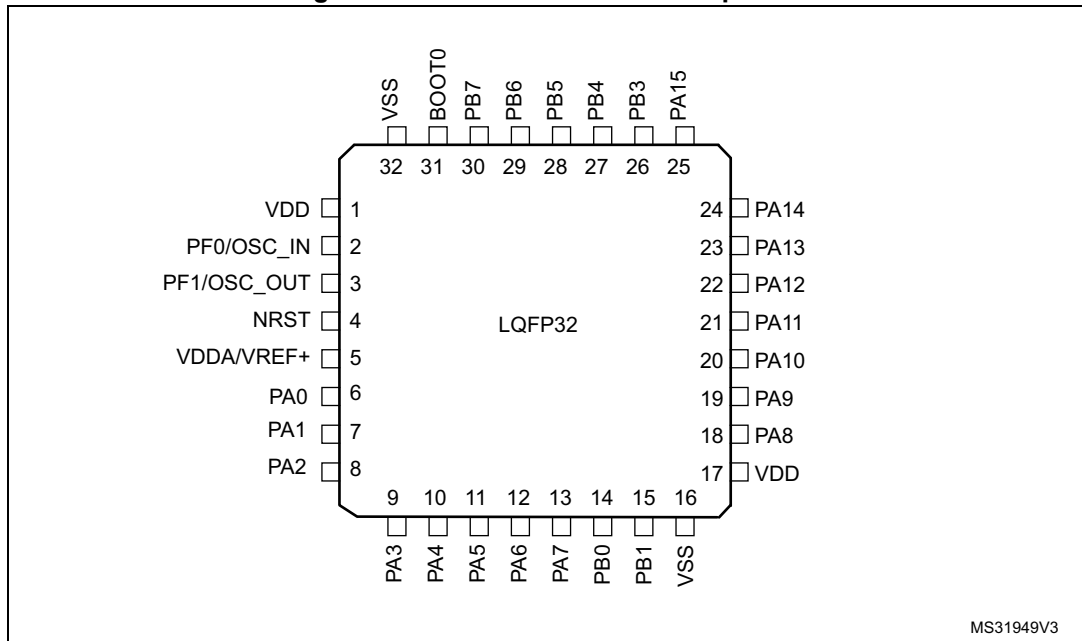 VSS
BOOT0
PB7
PB6
PB5
PB4
PB3
PA15
32 31 30 29 28 27 26 25
VDD 1
PF0/OSC_IN 2
PF1/OSC_OUT 3
NRST 4
VDDA/VREF+ 5
PA0 6
PA1 7
PA2 8
LQFP32
24 PA14
23 PA13
22 PA12
21 PA11
20 PA10
19 PA9
18 PA8
17 VDD
9 10 11 12 13 14 15 16
PA3
PA4
PA5
PA6
PA7
PB0
PB1
VSS
MS31949V3